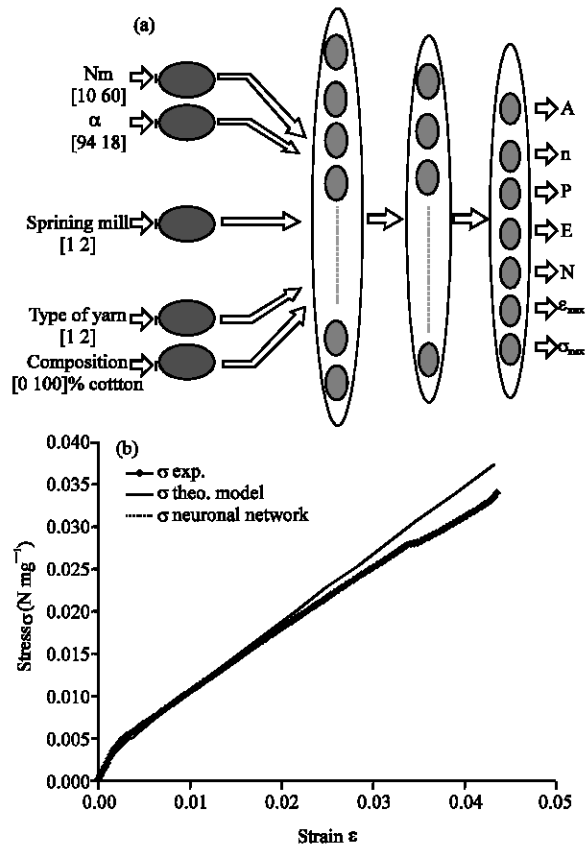 (a)
Nm
[10 60]
α
[94 18]
Sprining mill
[1 2]
Type of yarn
[1 2]
Composition
[0 100]% cottton
A
n
P
E
N
εmax
σmax
(b)
σ exp.
σ theo. model
σ neuronal network
Stress σ (N mg⁻¹)
0.040
0.035
0.030
0.025
0.020
0.015
0.010
0.005
0.000
0.00 0.01 0.02 0.03 0.04 0.05
Strain ε